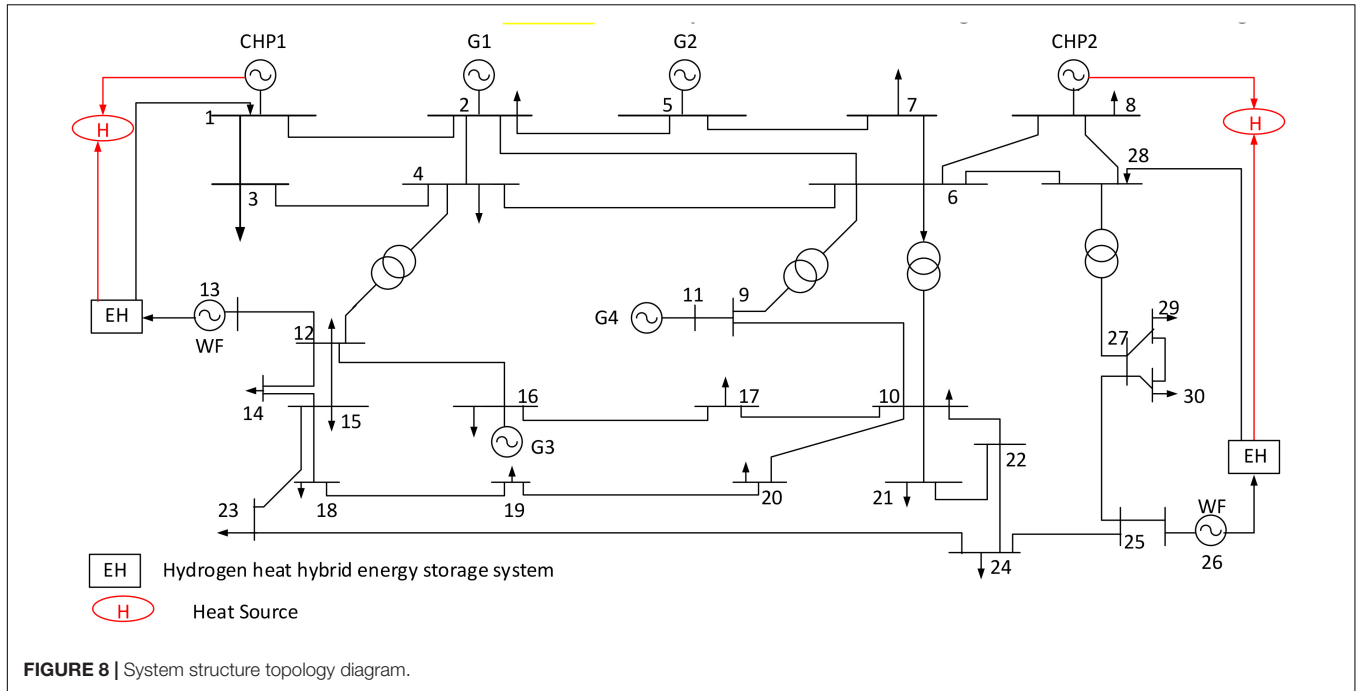 CHP1
G1
G2
CHP2
1
2
5
7
8
H
H
3
4
6
28
13
EH
WF
12
G4
11
9
29
27
30
14
15
16
G3
17
10
22
EH
18
19
20
21
23
24
25
WF
26
EH Hydrogen heat hybrid energy storage system
H Heat Source
FIGURE 8 | System structure topology diagram.